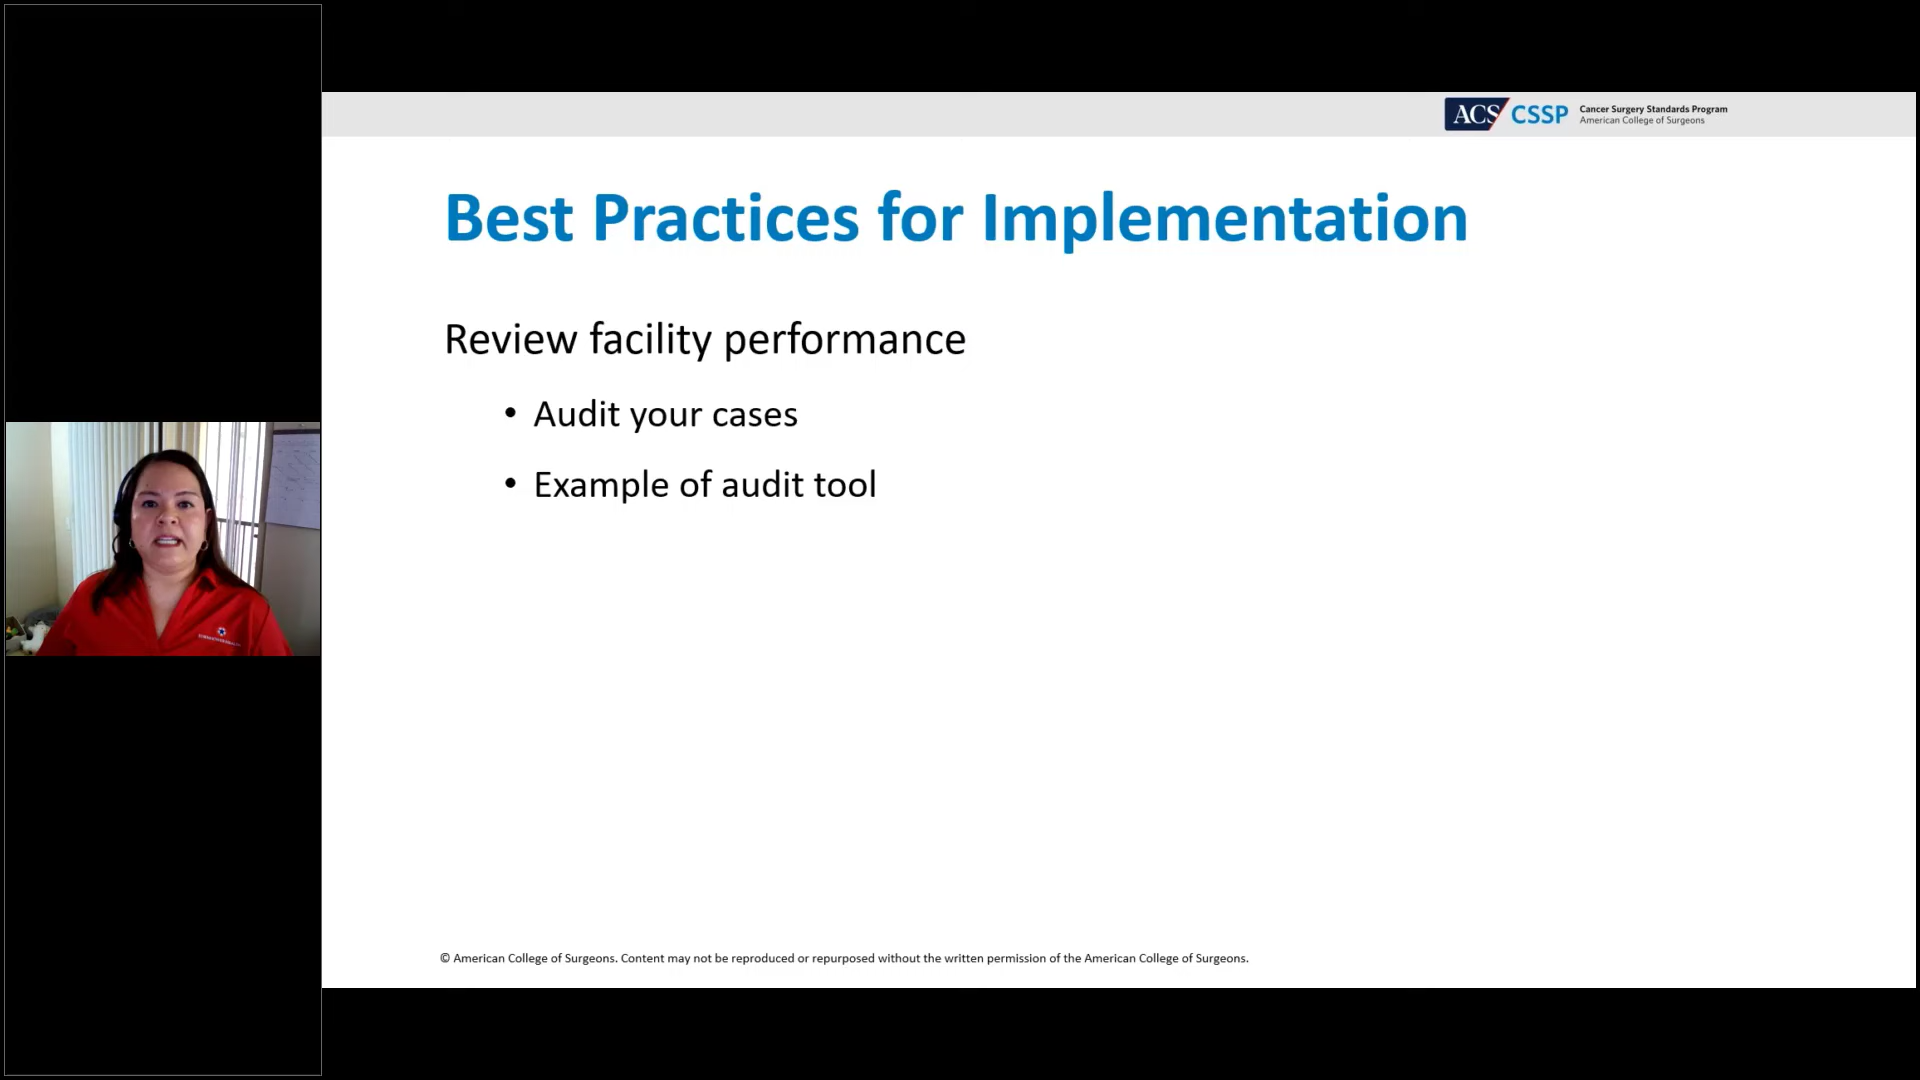 ACS CSSP
Cancer Surgery Standards Program
American College of Surgeons
Best Practices for Implementation
Review facility performance
• Audit your cases
• Example of audit tool
© American College of Surgeons. Content may not be reproduced or repurposed without the written permission of the American College of Surgeons.